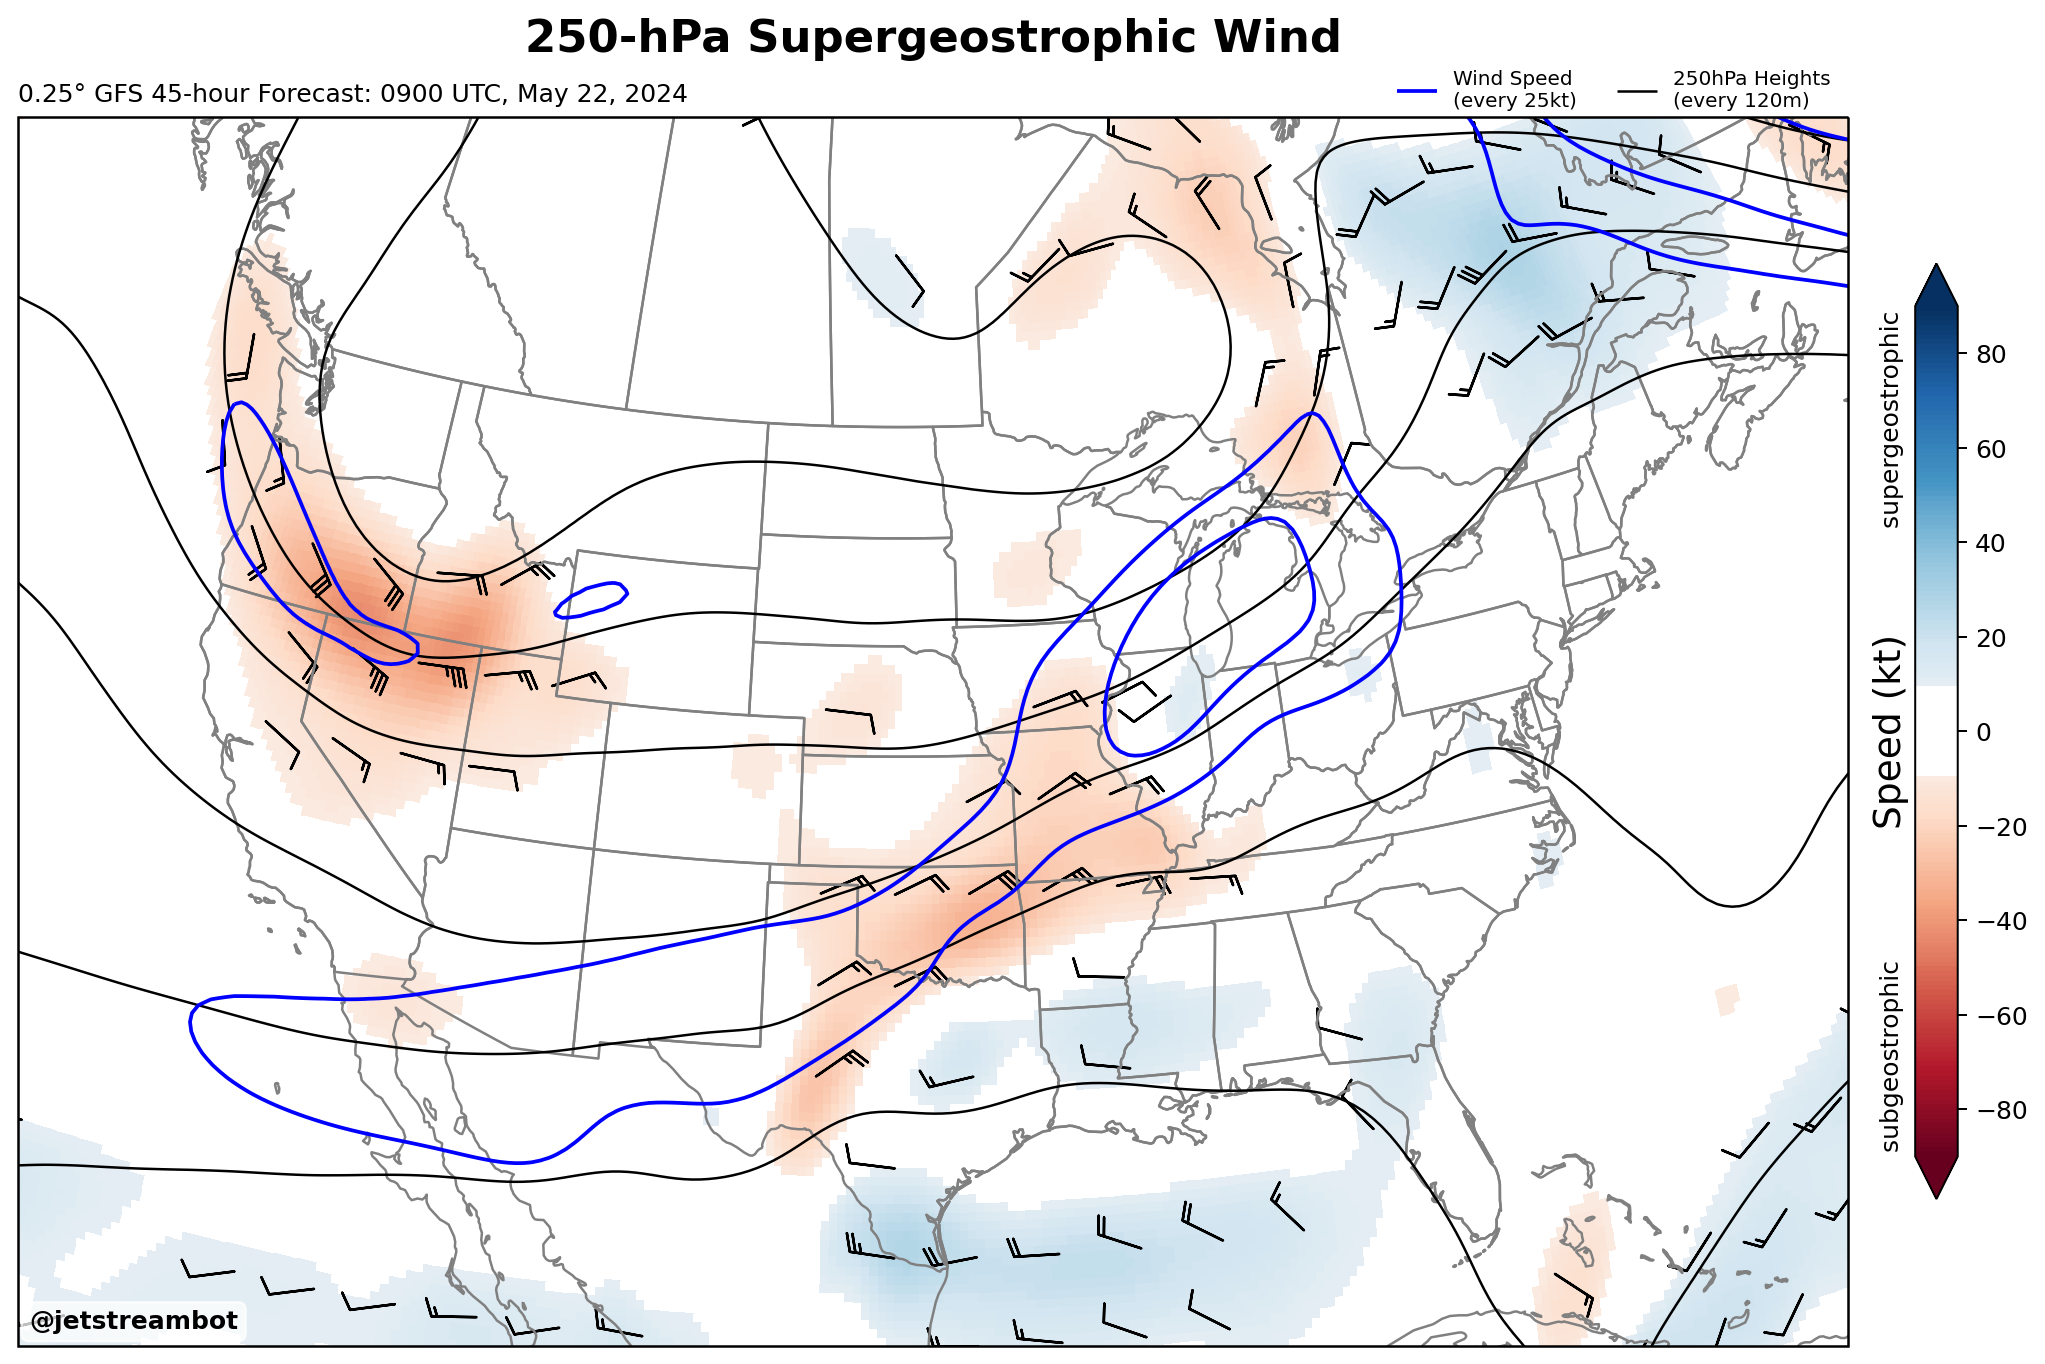 250-hPa Supergeostrophic Wind
0.25° GFS 45-hour Forecast: 0900 UTC, May 22, 2024
Wind Speed
(every 25kt)
250hPa Heights
(every 120m)
supergeostrophic
Speed (kt)
subgeostrophic
80
60
40
20
0
−20
−40
−60
−80
@jetstreambot